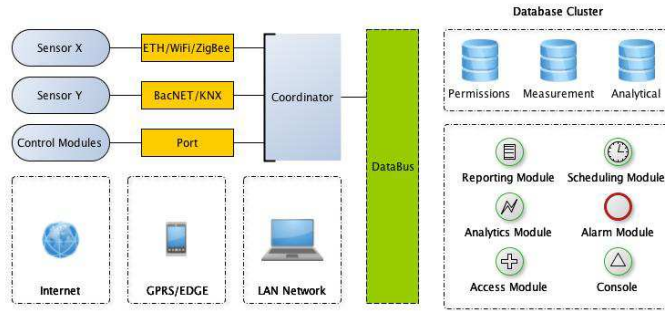 Database Cluster
Sensor X
ETH/WiFi/ZigBee
Sensor Y
BacNET/KNX
Coordinator
Control Modules
Port
DataBus
Permissions
Measurement
Analytical
Reporting Module
Scheduling Module
Analytics Module
Alarm Module
Access Module
Console
Internet
GPRS/EDGE
LAN Network